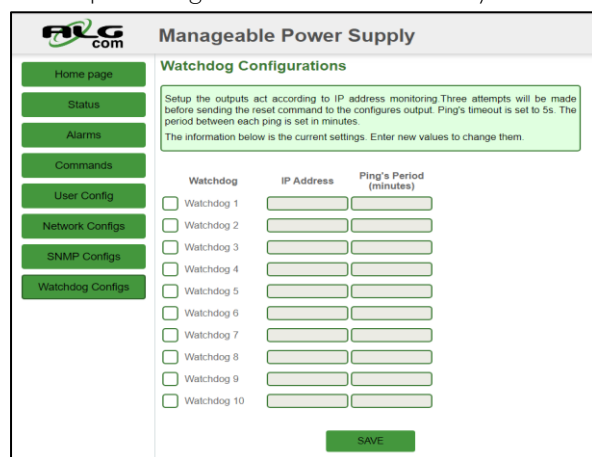 ALG
com
Manageable Power Supply
Home page
Status
Alarms
Commands
User Config
Network Configs
SNMP Configs
Watchdog Configs
Watchdog Configurations
Setup the outputs act according to IP address monitoring.Three attempts will be made
before sending the reset command to the configures output. Ping's timeout is set to 5s. The
period between each ping is set in minutes.
The information below is the current settings. Enter new values to change them.
Watchdog IP Address Ping's Period
(minutes)
Watchdog 1
Watchdog 2
Watchdog 3
Watchdog 4
Watchdog 5
Watchdog 6
Watchdog 7
Watchdog 8
Watchdog 9
Watchdog 10
SAVE